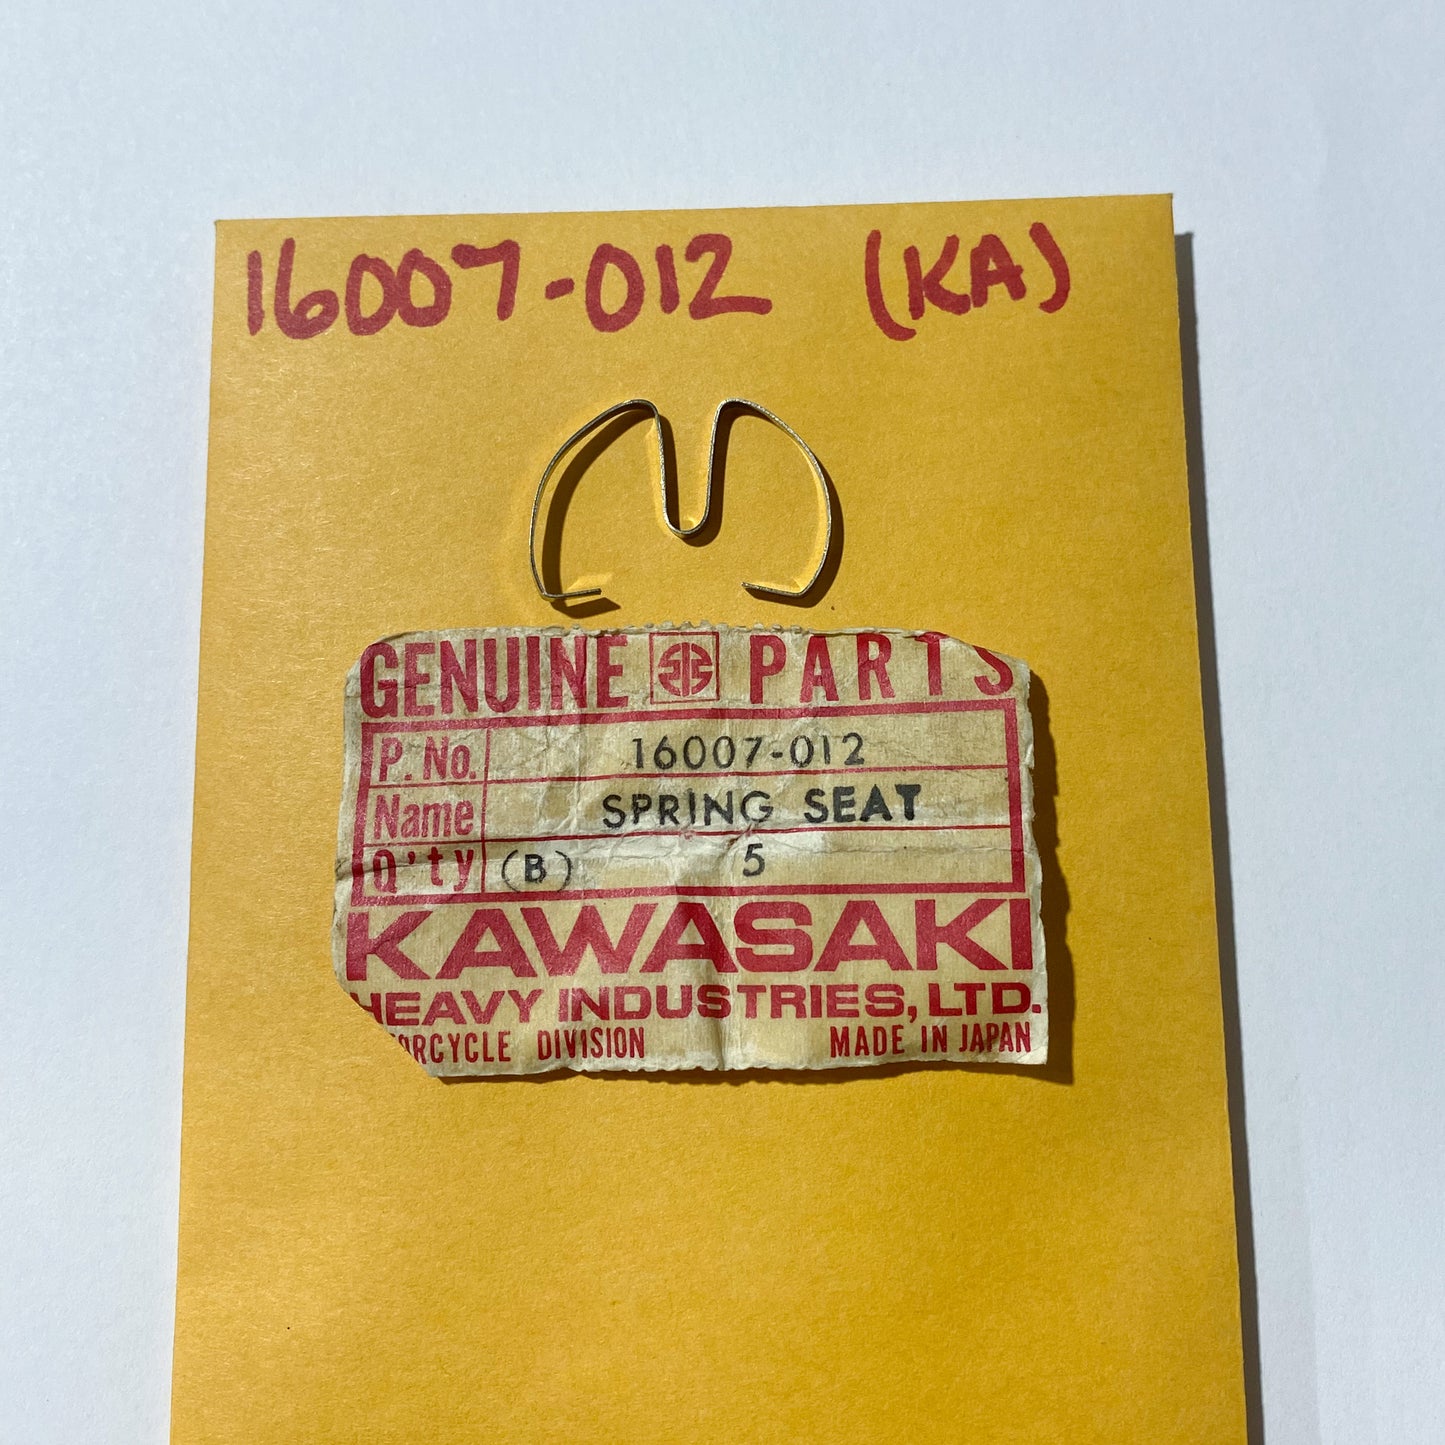 16007-012 (KA)
GENUINE PARTS
P. No. 16007-012
Name SPRING SEAT
Q'ty (B) 5
KAWASAKI
HEAVY INDUSTRIES, LTD.
ORCYCLE DIVISION MADE IN JAPAN